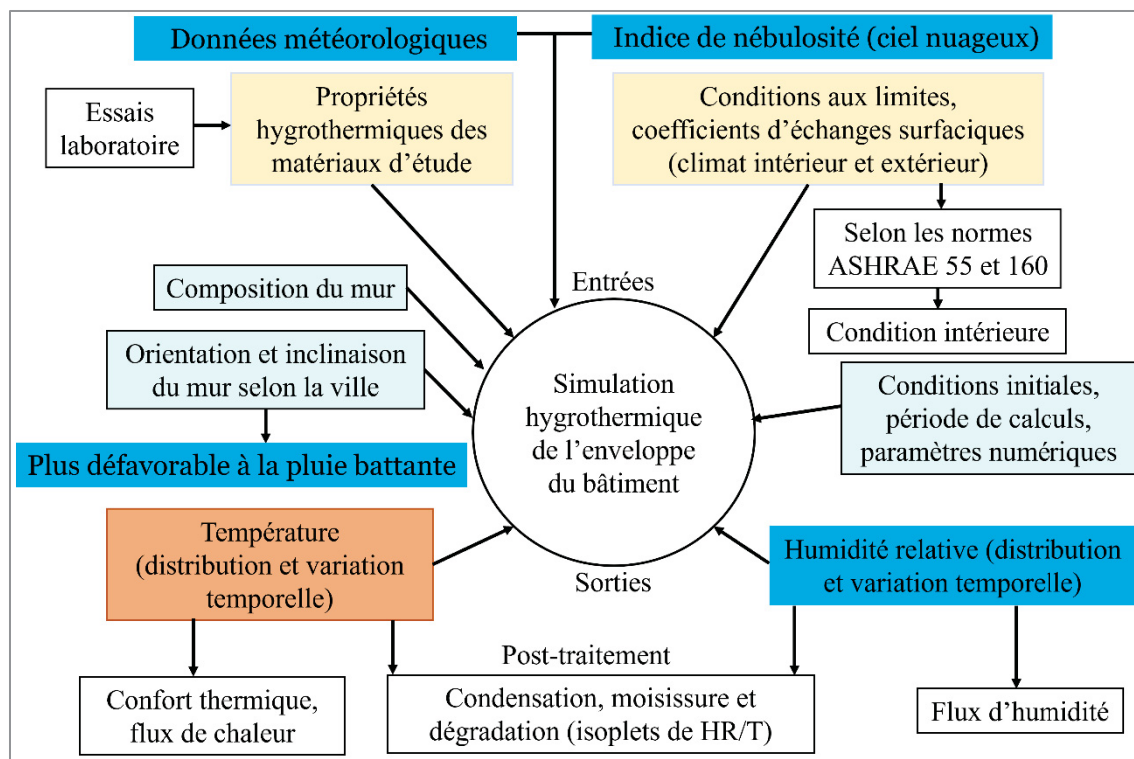 Données météorologiques
Indice de nébulosité (ciel nuageux)
Essais
laboratoire
Propriétés
hygrothermiques des
matériaux d'étude
Conditions aux limites,
coefficients d'échanges surfaciques
(climat intérieur et extérieur)
Selon les normes
ASHRAE 55 et 160
Condition intérieure
Composition du mur
Entrées
Orientation et inclinaison
du mur selon la ville
Plus défavorable à la pluie battante
Simulation
hygrothermique
de l'enveloppe
du bâtiment
Conditions initiales,
période de calculs,
paramètres numériques
Température
(distribution et variation
temporelle)
Sorties
Humidité relative (distribution
et variation temporelle)
Post-traitement
Confort thermique,
flux de chaleur
Condensation, moisissure et
dégradation (isoplets de HR/T)
Flux d'humidité